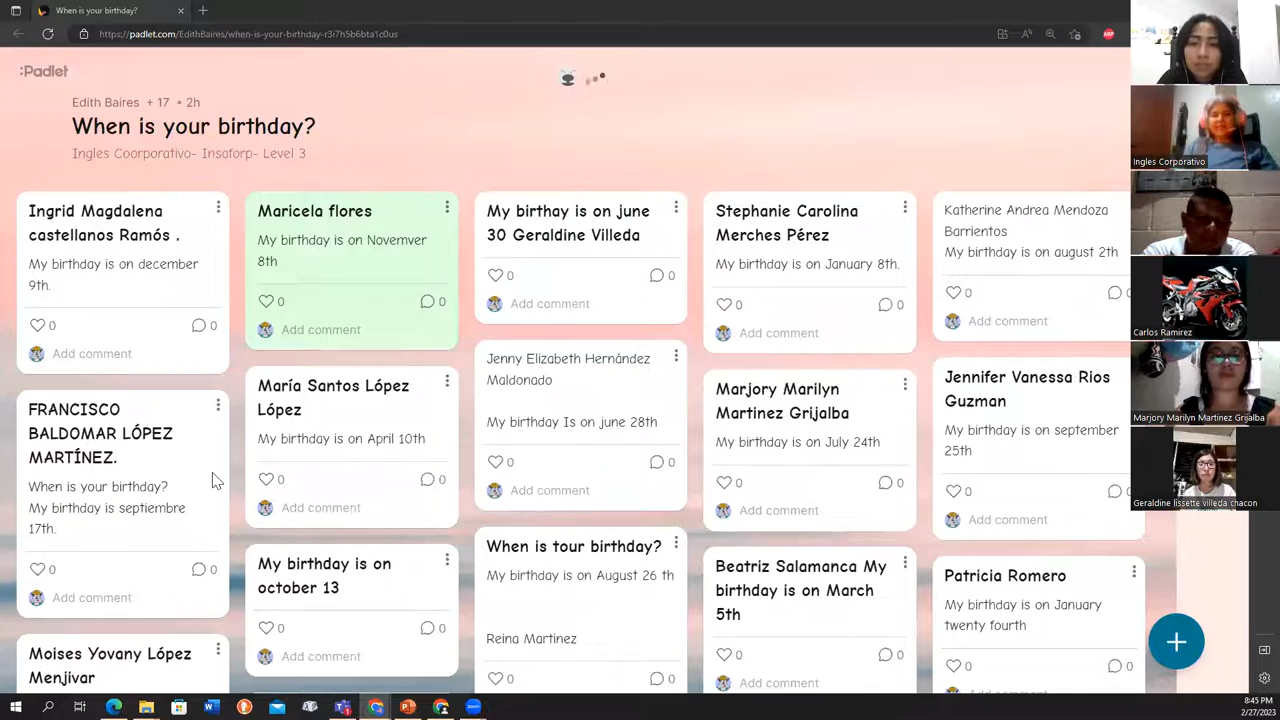 When is your birthday?
https://padlet.com/EdithBaires/when-is-your-birthday-r3i7h5b6bta1c0us
ABP
:Padlet
Edith Baires + 17 • 2h
When is your birthday?
Ingles Coorporativo- Insaforp- Level 3
Ingrid Magdalena
castellanos Ramós .
My birthday is on december
9th.
0
0
Add comment
FRANCISCO
BALDOMAR LÓPEZ
MARTÍNEZ.
When is your birthday?
My birthday is septiembre
17th.
0
0
Add comment
Moises Yovany López
Menjivar
Maricela flores
My birthday is on Novemver
8th
0
0
Add comment
María Santos López
López
My birthday is on April 10th
0
0
Add comment
My birthday is on
october 13
0
0
Add comment
My birthay is on june
30 Geraldine Villeda
0
0
Add comment
Jenny Elizabeth Hernández
Maldonado
My birthday, Is on june 28th
0
0
Add comment
When is tour birthday?
My birthday is on August 26 th
Reina Martinez
0
0
Stephanie Carolina
Merches Pérez
My birthday is on January 8th.
0
0
Add comment
Marjory Marilyn
Martinez Grijalba
My birthday is on July 24th
0
0
Add comment
Beatriz Salamanca My
birthday is on March
5th
0
0
Add comment
Katherine Andrea Mendoza
Barrientos
My birthday is on august 2th
0
0
Add comment
Jennifer Vanessa Rios
Guzman
My birthday is on september
25th
0
0
Add comment
Patricia Romero
My birthday is on January
twenty fourth
0
0
Ingles Corporativo
Carlos Ramirez
Marjory Marilyn Martínez Grijalba
Geraldine lissette villeda chacon
8:45 PM
2/27/2023